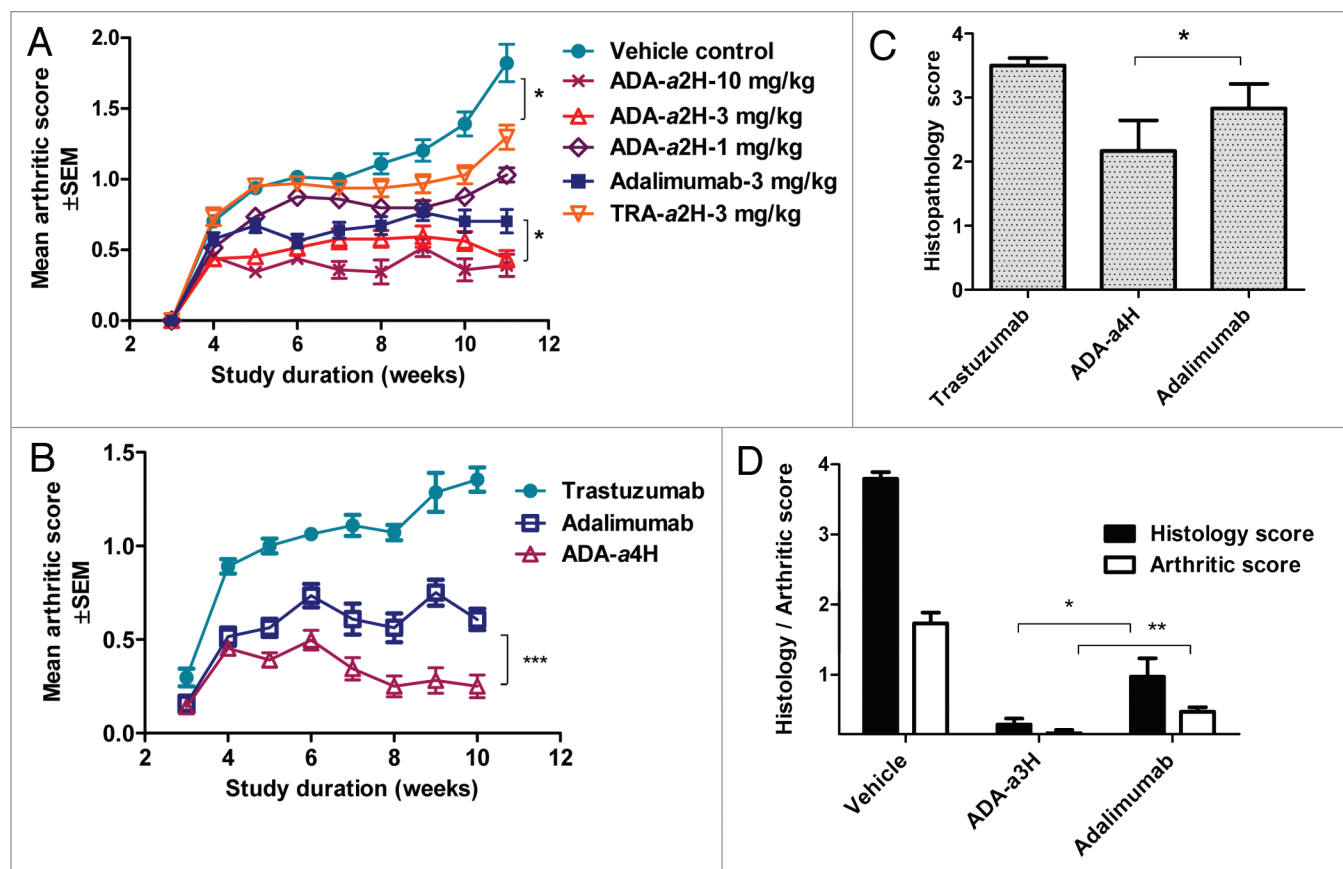 A
Mean arthritic score
±SEM
2.0
1.5
1.0
0.5
0.0
2 4 6 8 10 12
Study duration (weeks)
Vehicle control
ADA-a2H-10 mg/kg
ADA-a2H-3 mg/kg
ADA-a2H-1 mg/kg
Adalimumab-3 mg/kg
TRA-a2H-3 mg/kg
*
*
C
Histopathology score
4
3
2
1
0
*
Trastuzumab
ADA-a4H
Adalimumab
B
Mean arthritic score
±SEM
1.5
1.0
0.5
0.0
2 4 6 8 10 12
Study duration (weeks)
Trastuzumab
Adalimumab
ADA-a4H
***
D
Histology / Arthritic score
4
2
1
Histology score
Arthritic score
*
**
Vehicle
ADA-a3H
Adalimumab